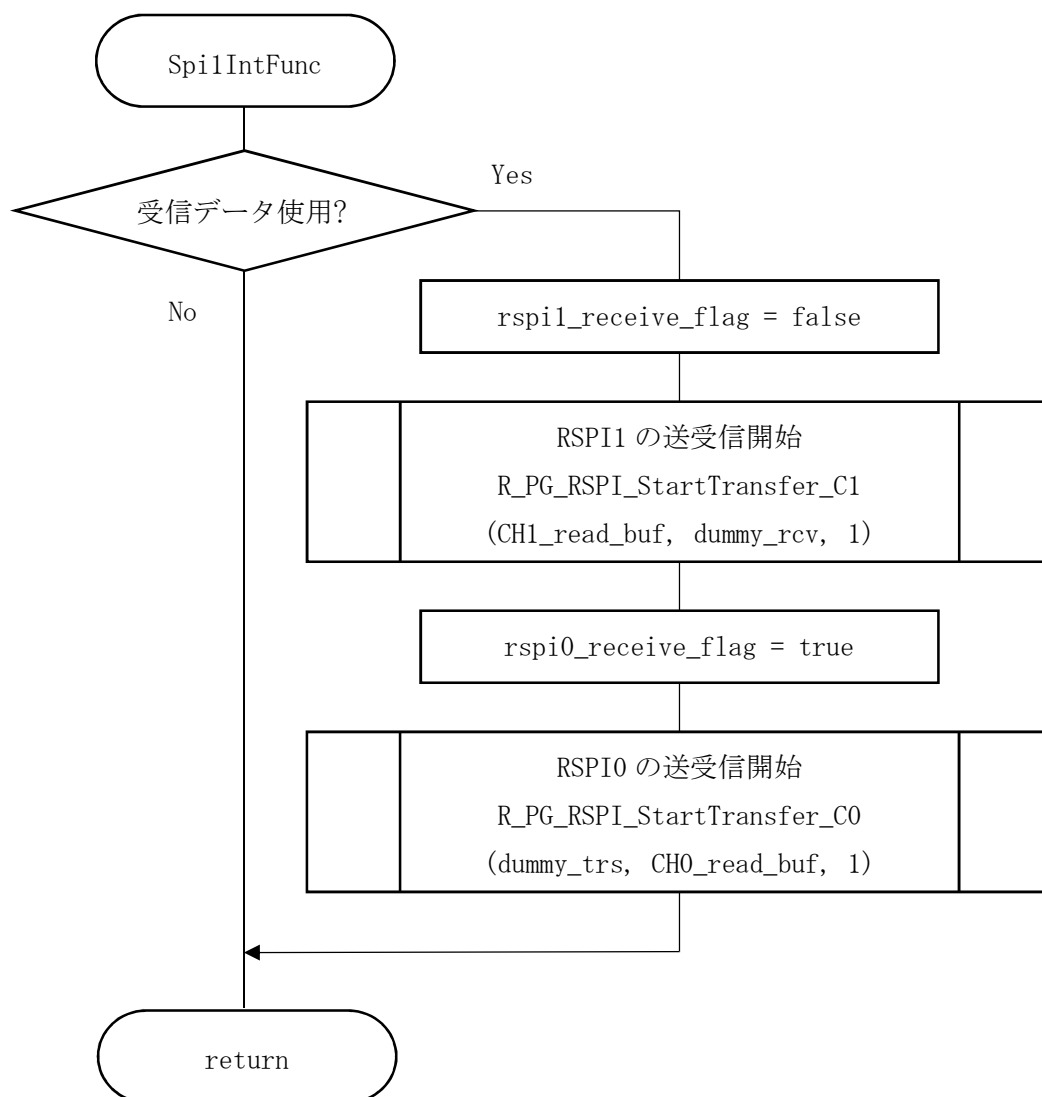 Spi1IntFunc
Yes
受信データ使用?
No
rspi1_receive_flag = false
RSPI1 の送受信開始
R_PG_RSPI_StartTransfer_C1
(CH1_read_buf, dummy_rcv, 1)
rspi0_receive_flag = true
RSPI0 の送受信開始
R_PG_RSPI_StartTransfer_C0
(dummy_trs, CH0_read_buf, 1)
return